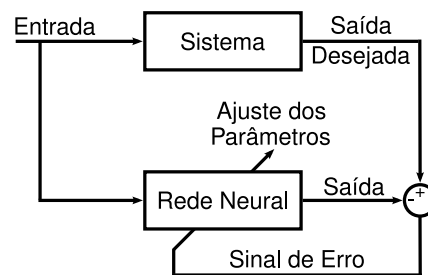 Entrada
Sistema
Saída
Desejada
Ajuste dos
Parâmetros
Rede Neural
Saída
- +
Sinal de Erro